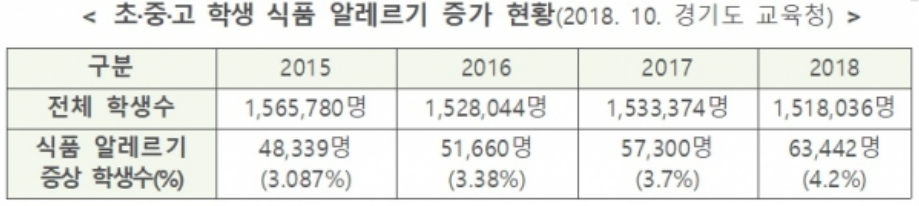 < 초·중·고 학생 식품 알레르기 증가 현황(2018. 10. 경기도 교육청) >
구분 2015 2016 2017 2018
전체 학생수 1,565,780명 1,528,044명 1,533,374명 1,518,036명
식품 알레르기 48,339명 51,660명 57,300명 63,442명
증상 학생수(%) (3.087%) (3.38%) (3.7%) (4.2%)